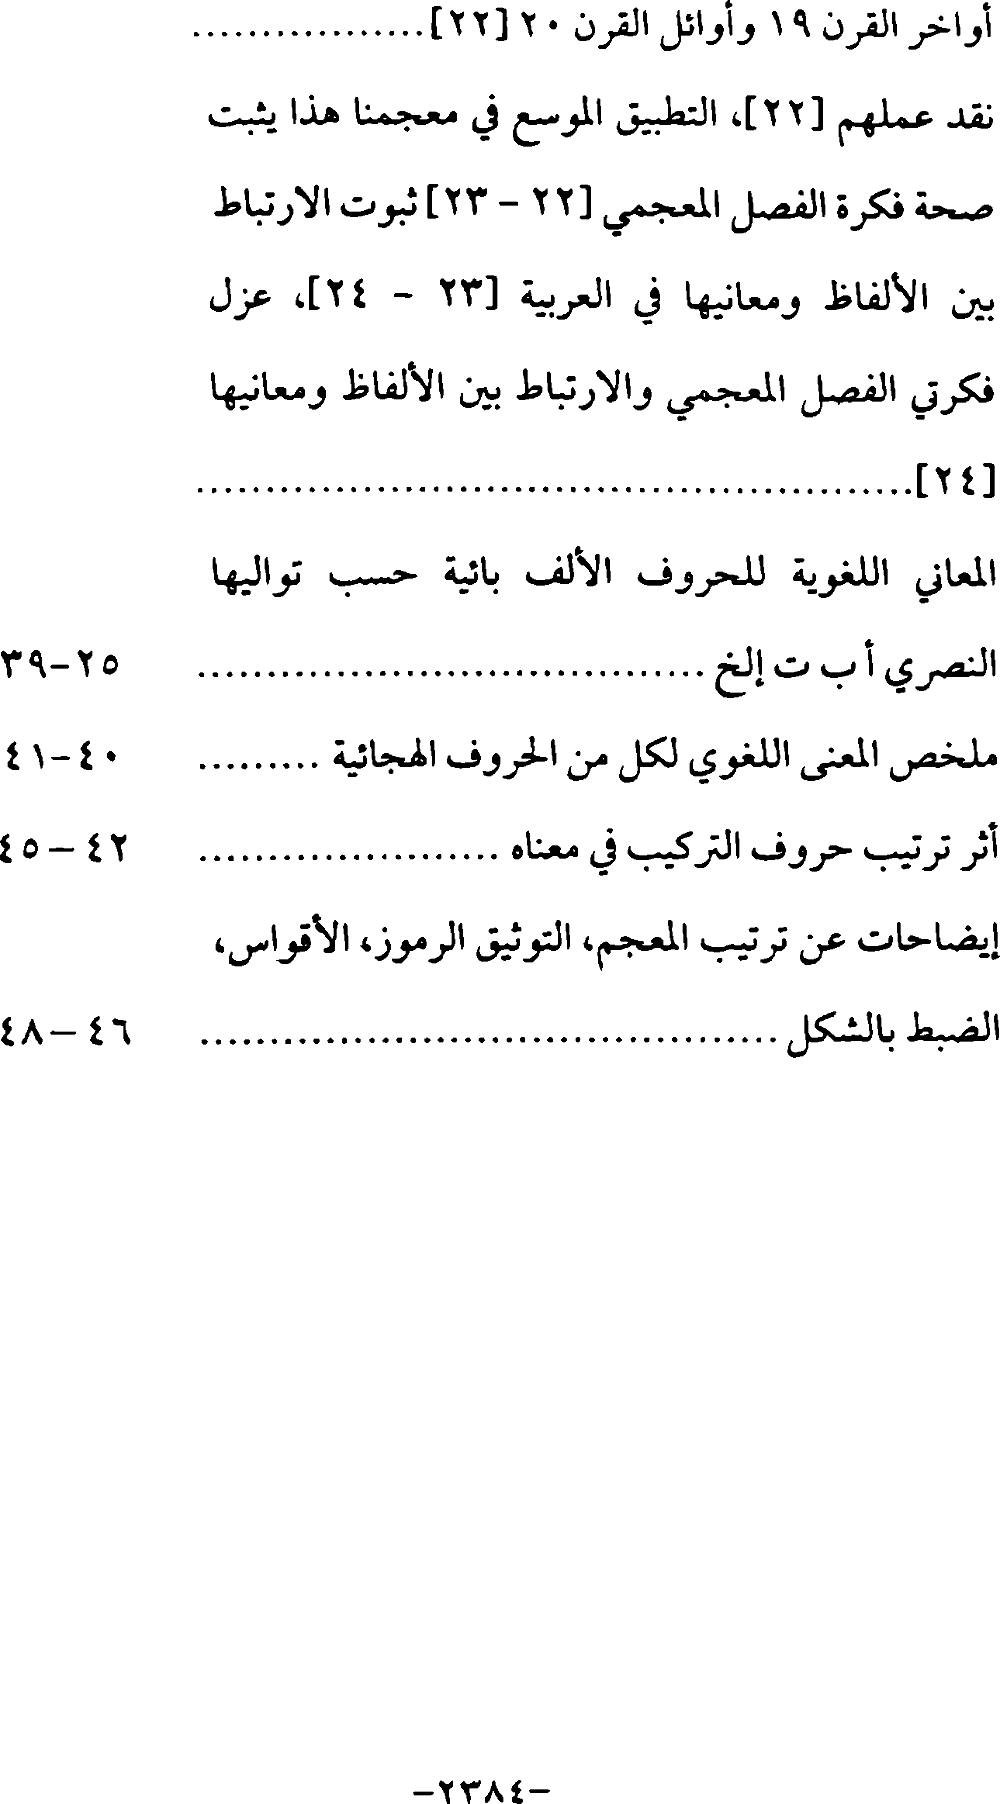 أواخر القرن ١٩ وأوائل القرن ٢٠ [٢٢].................
نقد عملهم [٢٢]، التطبيق الموسع في معجمنا هذا يثبت
صحة فكرة الفصل المعجمي [٢٢ - ٢٣] ثبوت الارتباط
بين الألفاظ ومعانيها في العربية [٢٣ - ٢٤]، عزل
فكرتي الفصل المعجمي والارتباط بين الألفاظ ومعانيها
[٢٤]....................................................
المعاني اللغوية للحروف الألف بائية حسب تواليها
النصري أ ب ت إلخ ..................................... ٢٥-٣٩
ملخص المعنى اللغوي لكل من الحروف الهجائية ......... ٤٠-٤١
أثر ترتيب حروف التركيب في معناه ...................... ٤٢ – ٤٥
إيضاحات عن ترتيب المعجم، التوثيق الرموز، الأقواس،
الضبط بالشكل .......................................... ٤٦ – ٤٨
-٢٣٨٤-